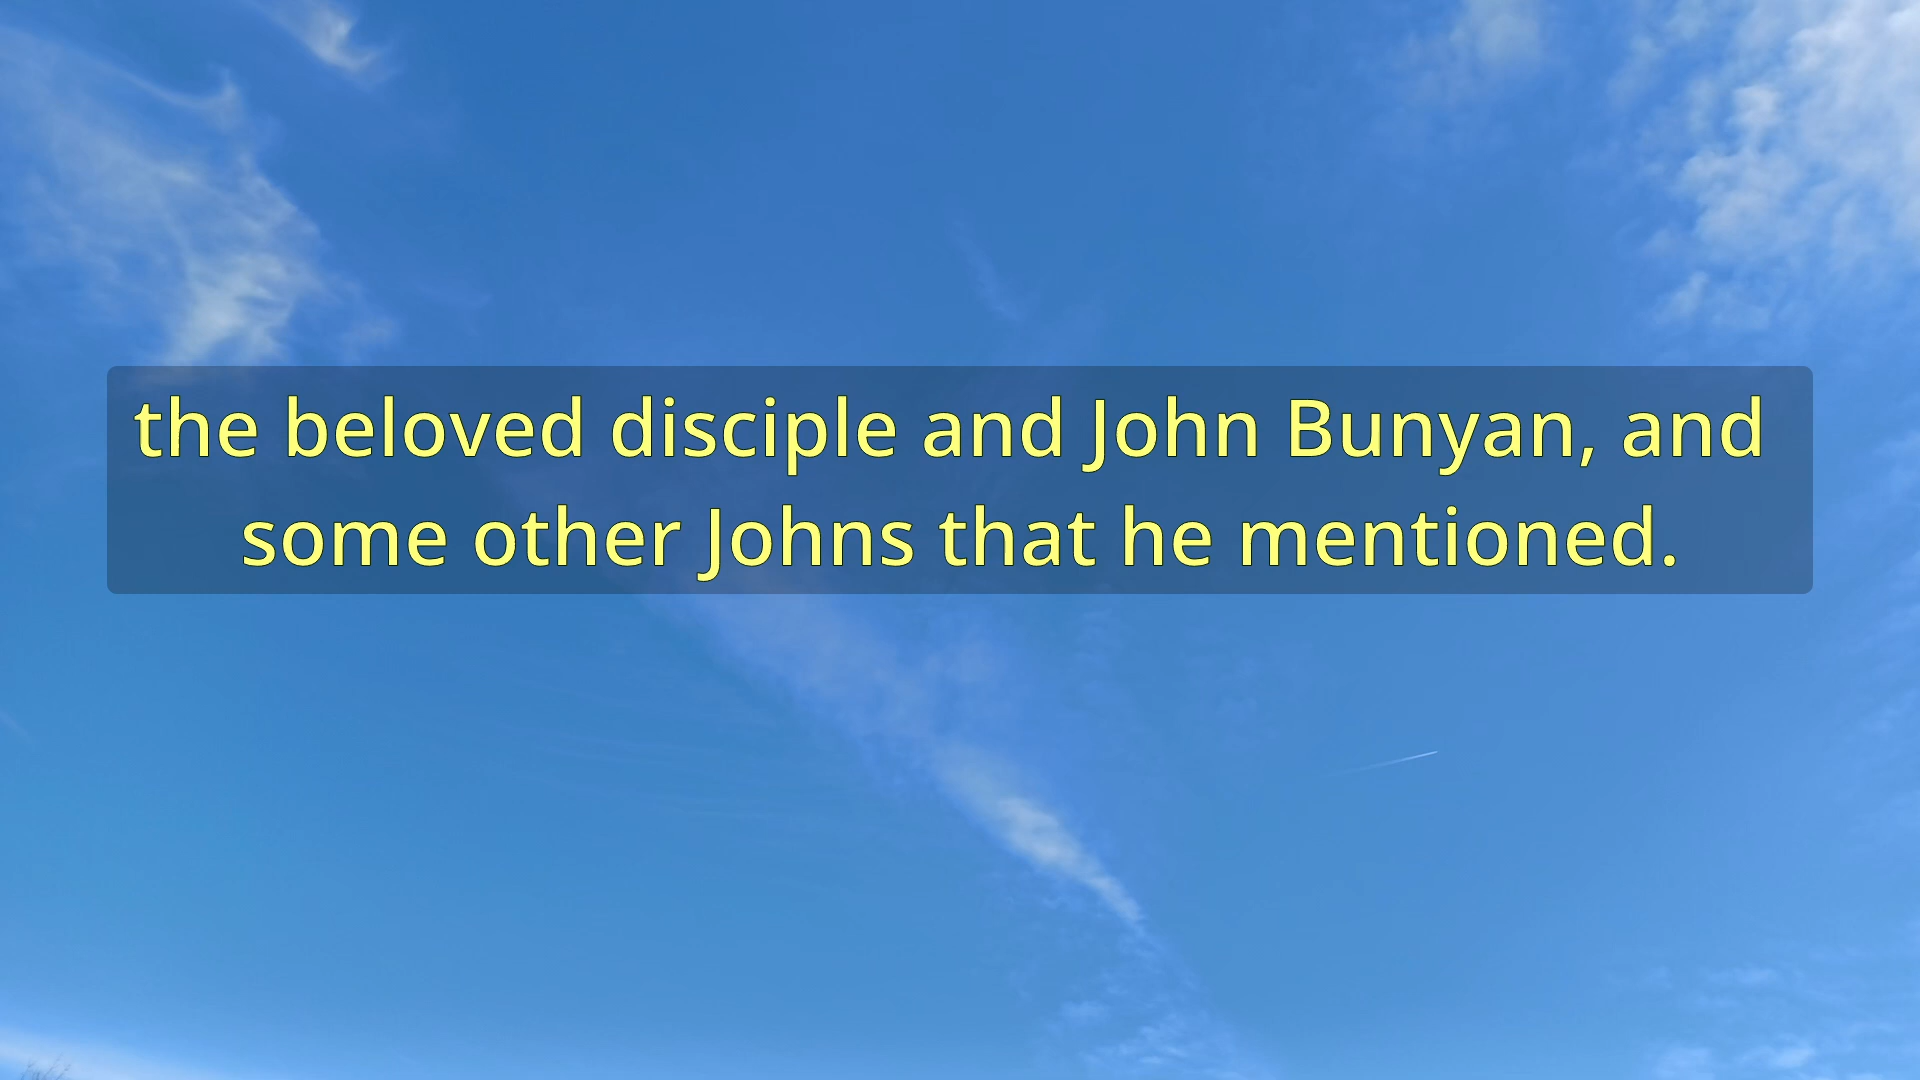 the beloved disciple and John Bunyan, and
some other Johns that he mentioned.